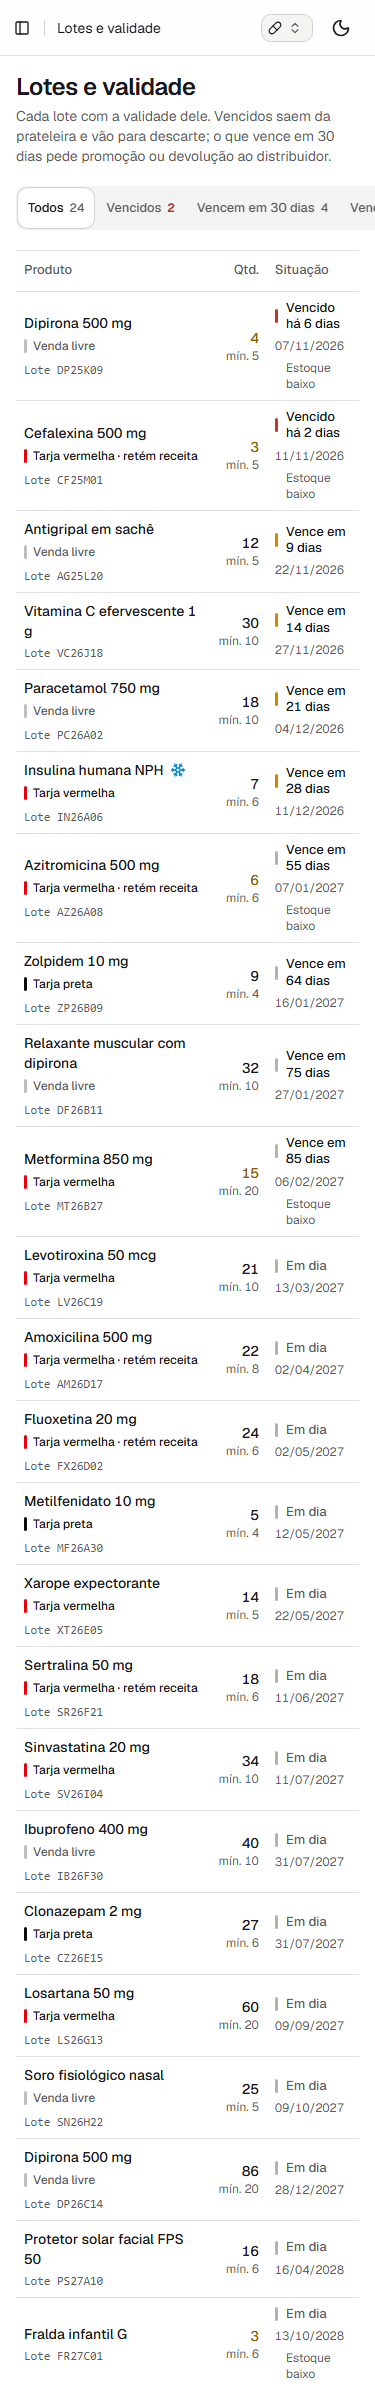 Lotes e validade
Lotes e validade
Cada lote com a validade dele. Vencidos saem da
prateleira e vão para descarte; o que vence em 30
dias pede promoção ou devolução ao distribuidor.
Todos 24 Vencidos 2 Vencem em 30 dias 4 Ven
Produto Qtd. Situação
Dipirona 500 mg
Venda livre
Lote DP25K09
4
mín. 5
Vencido
há 6 dias
07/11/2026
Estoque
baixo
Cefalexina 500 mg
Tarja vermelha · retém receita
Lote CF25M01
3
mín. 5
Vencido
há 2 dias
11/11/2026
Estoque
baixo
Antigripal em sachê
Venda livre
Lote AG25L20
12
mín. 5
Vence em
9 dias
22/11/2026
Vitamina C efervescente 1
g
Lote VC26J18
30
mín. 10
Vence em
14 dias
27/11/2026
Paracetamol 750 mg
Venda livre
Lote PC26A02
18
mín. 10
Vence em
21 dias
04/12/2026
Insulina humana NPH
Tarja vermelha
Lote IN26A06
7
mín. 6
Vence em
28 dias
11/12/2026
Azitromicina 500 mg
Tarja vermelha · retém receita
Lote AZ26A08
6
mín. 6
Vence em
55 dias
07/01/2027
Estoque
baixo
Zolpidem 10 mg
Tarja preta
Lote ZP26B09
9
mín. 4
Vence em
64 dias
16/01/2027
Relaxante muscular com
dipirona
Venda livre
Lote DF26B11
32
mín. 10
Vence em
75 dias
27/01/2027
Metformina 850 mg
Tarja vermelha
Lote MT26B27
15
mín. 20
Vence em
85 dias
06/02/2027
Estoque
baixo
Levotiroxina 50 mcg
Tarja vermelha
Lote LV26C19
21
mín. 10
Em dia
13/03/2027
Amoxicilina 500 mg
Tarja vermelha · retém receita
Lote AM26D17
22
mín. 8
Em dia
02/04/2027
Fluoxetina 20 mg
Tarja vermelha · retém receita
Lote FX26D02
24
mín. 6
Em dia
02/05/2027
Metilfenidato 10 mg
Tarja preta
Lote MF26A30
5
mín. 4
Em dia
12/05/2027
Xarope expectorante
Tarja vermelha
Lote XT26E05
14
mín. 5
Em dia
22/05/2027
Sertralina 50 mg
Tarja vermelha · retém receita
Lote SR26F21
18
mín. 6
Em dia
11/06/2027
Sinvastatina 20 mg
Tarja vermelha
Lote SV26I04
34
mín. 10
Em dia
11/07/2027
Ibuprofeno 400 mg
Venda livre
Lote IB26F30
40
mín. 10
Em dia
31/07/2027
Clonazepam 2 mg
Tarja preta
Lote CZ26E15
27
mín. 6
Em dia
31/07/2027
Losartana 50 mg
Tarja vermelha
Lote LS26G13
60
mín. 20
Em dia
09/09/2027
Soro fisiológico nasal
Venda livre
Lote SN26H22
25
mín. 5
Em dia
09/10/2027
Dipirona 500 mg
Venda livre
Lote DP26C14
86
mín. 20
Em dia
28/12/2027
Protetor solar facial FPS
50
Lote PS27A10
16
mín. 6
Em dia
16/04/2028
Fralda infantil G
Lote FR27C01
3
mín. 6
Em dia
13/10/2028
Estoque
baixo